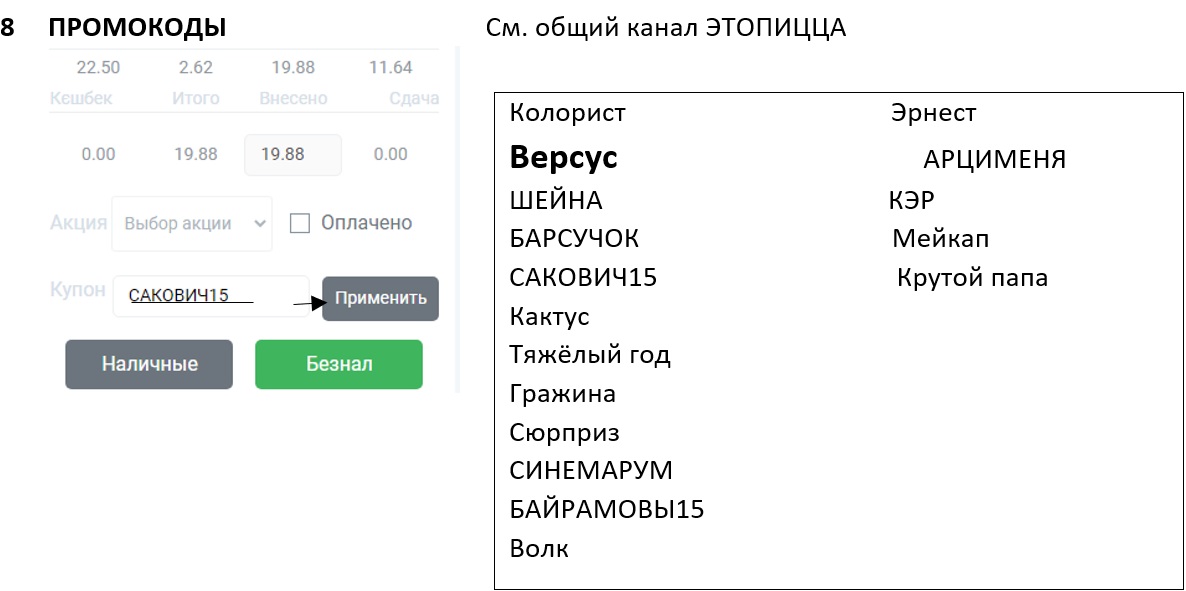 8 ПРОМОКОДЫ
См. общий канал ЭТОПИЦЦА
22.50 2.62 19.88 11.64
Кешбек Итого Внесено Сдача
0.00 19.88 19.88 0.00
Акция Выбор акции Оплачено
Купон САКОВИЧ15 Применить
Наличные Безнал
Колорист Эрнест
Версус АРЦИМЕНЯ
ШЕЙНА КЭР
БАРСУЧОК Мейкап
САКОВИЧ15 Крутой папа
Кактус
Тяжёлый год
Гражина
Сюрприз
СИНЕМАРУМ
БАЙРАМОВЫ15
Волк